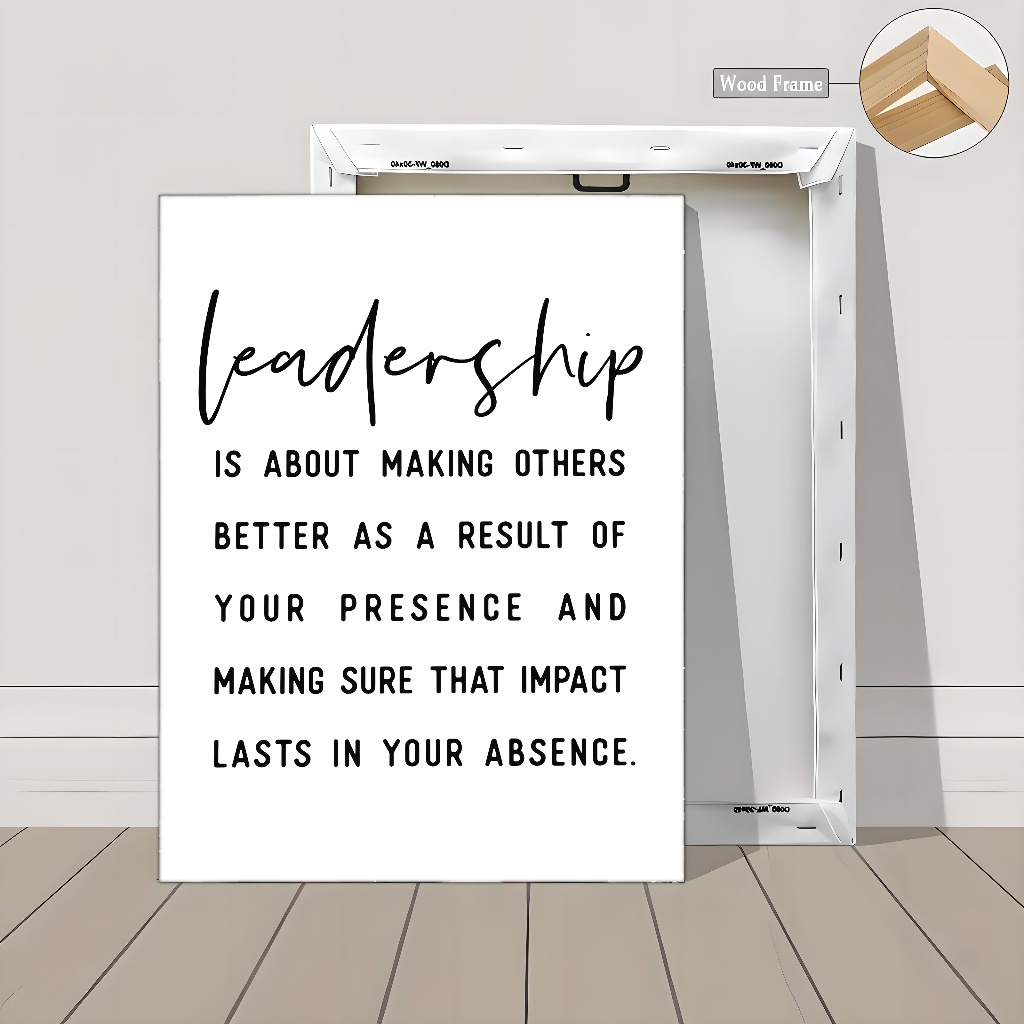 Wood Frame
leadership
IS ABOUT MAKING OTHERS
BETTER AS A RESULT OF
YOUR PRESENCE AND
MAKING SURE THAT IMPACT
LASTS IN YOUR ABSENCE.